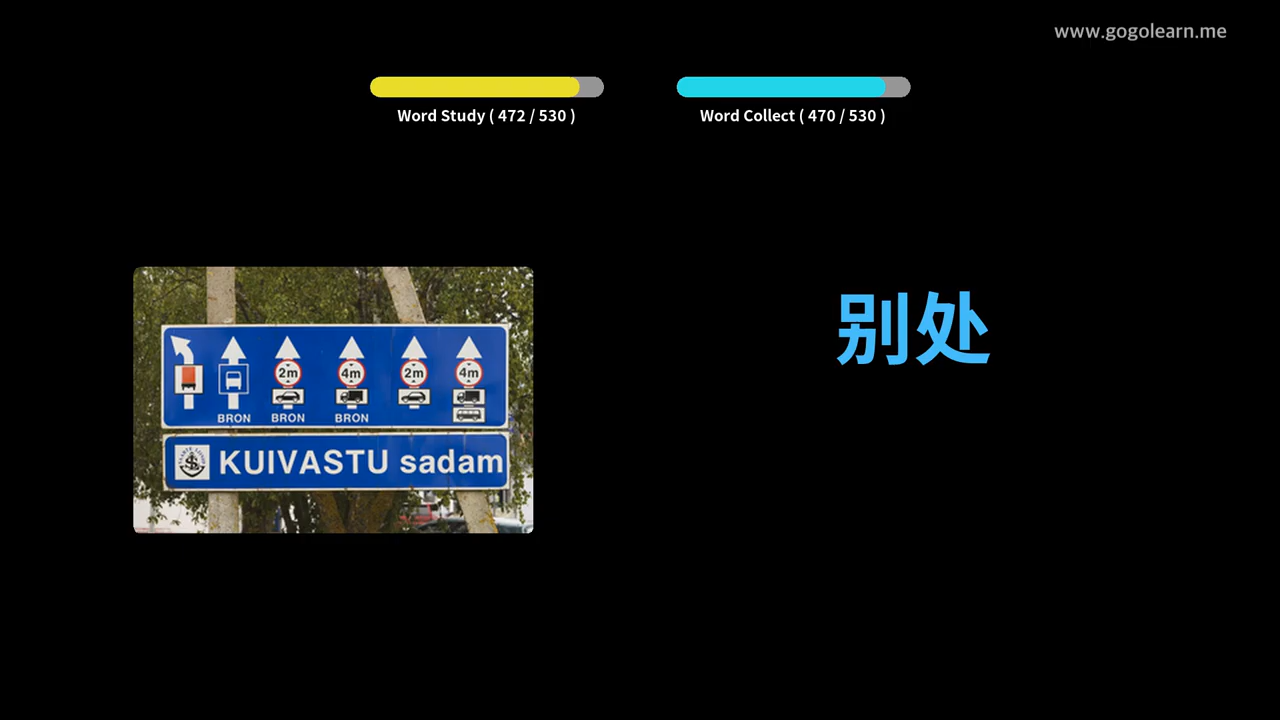 www.gogolearn.me
Word Study ( 472 / 530 )
Word Collect ( 470 / 530 )
别处
2m
4m
2m
4m
BRON
BRON
BRON
KUIVASTU sadam